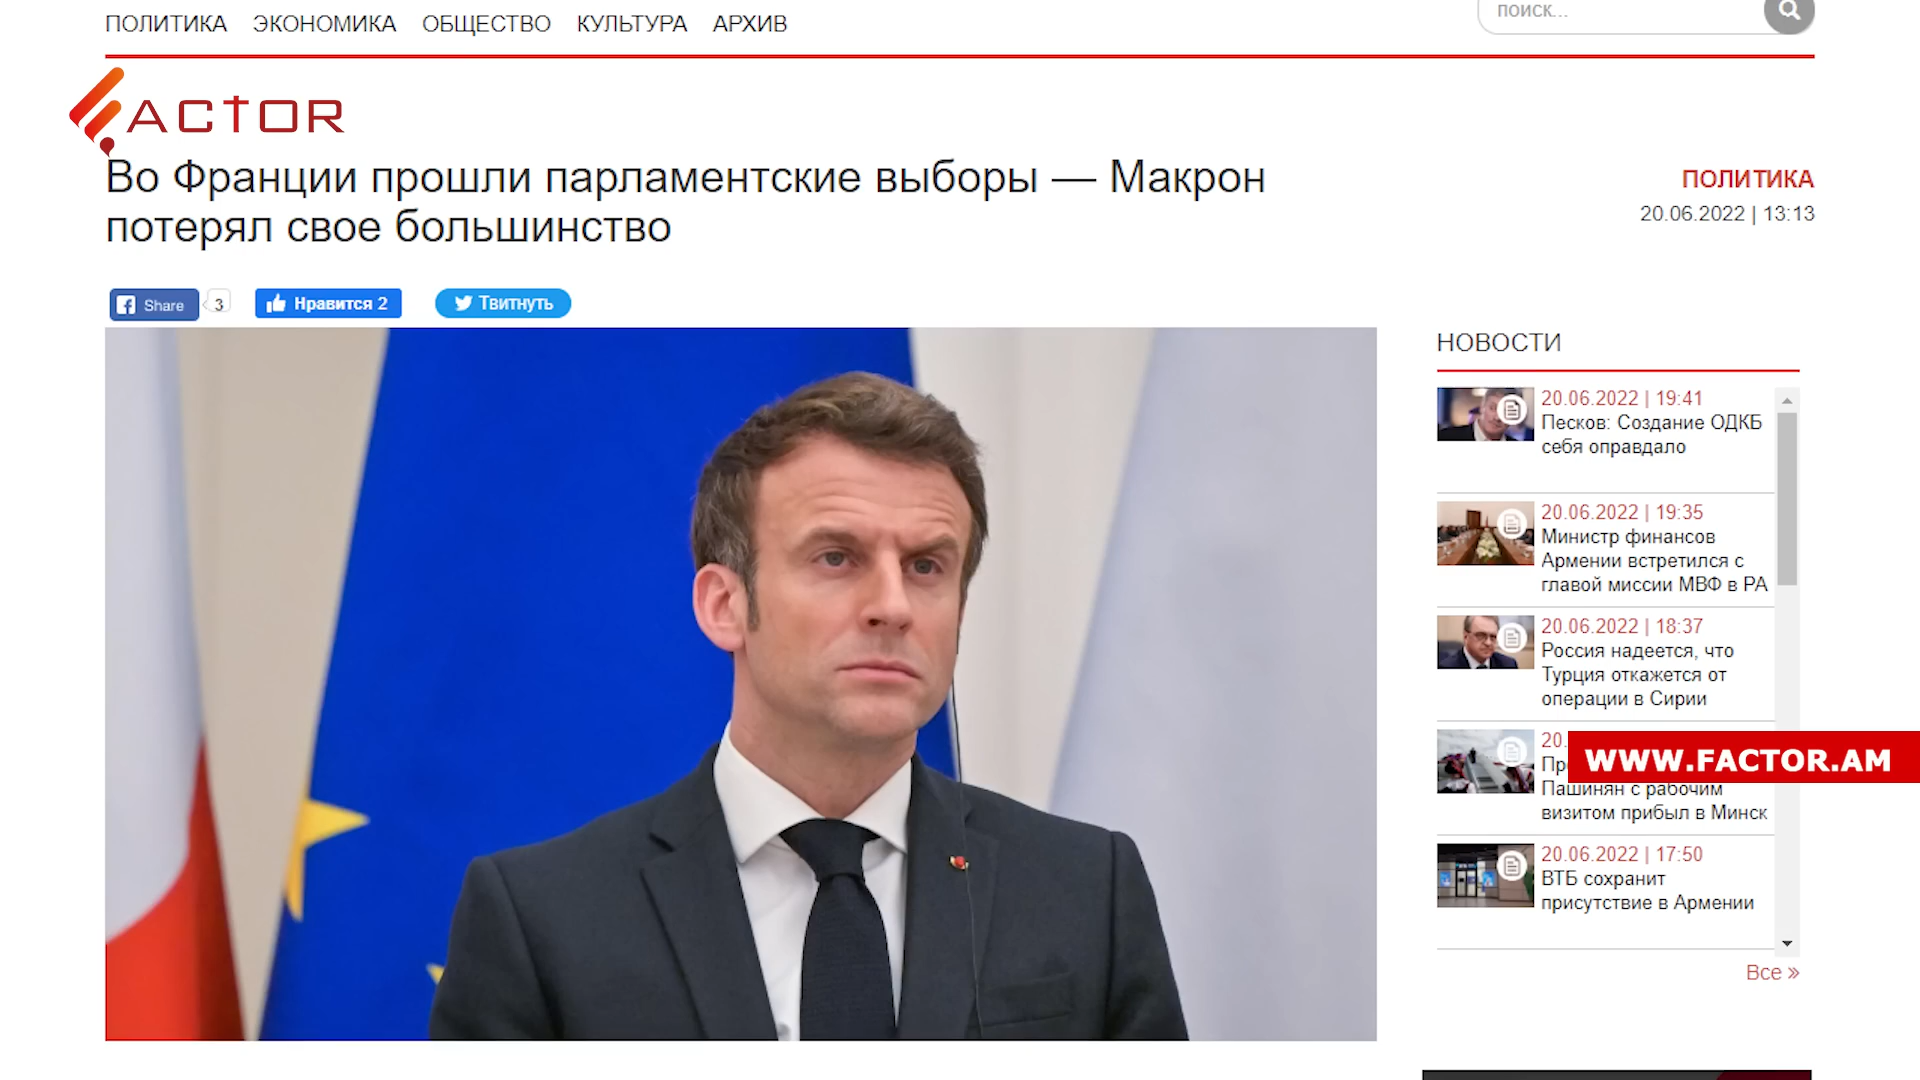 ПОЛИТИКА ЭКОНОМИКА ОБЩЕСТВО КУЛЬТУРА АРХИВ
поиск...
ACTOR
Во Франции прошли парламентские выборы — Макрон
потерял свое большинство
ПОЛИТИКА
20.06.2022 | 13:13
Share 3
Нравится 2
Твитнуть
НОВОСТИ
20.06.2022 | 19:41
Песков: Создание ОДКБ
себя оправдало
20.06.2022 | 19:35
Министр финансов
Армении встретился с
главой миссии МВФ в РА
20.06.2022 | 18:37
Россия надеется, что
Турция откажется от
операции в Сирии
20.
WWW.FACTOR.AM
Пашинян с рабочим
визитом прибыл в Минск
20.06.2022 | 17:50
ВТБ сохранит
присутствие в Армении
Все »